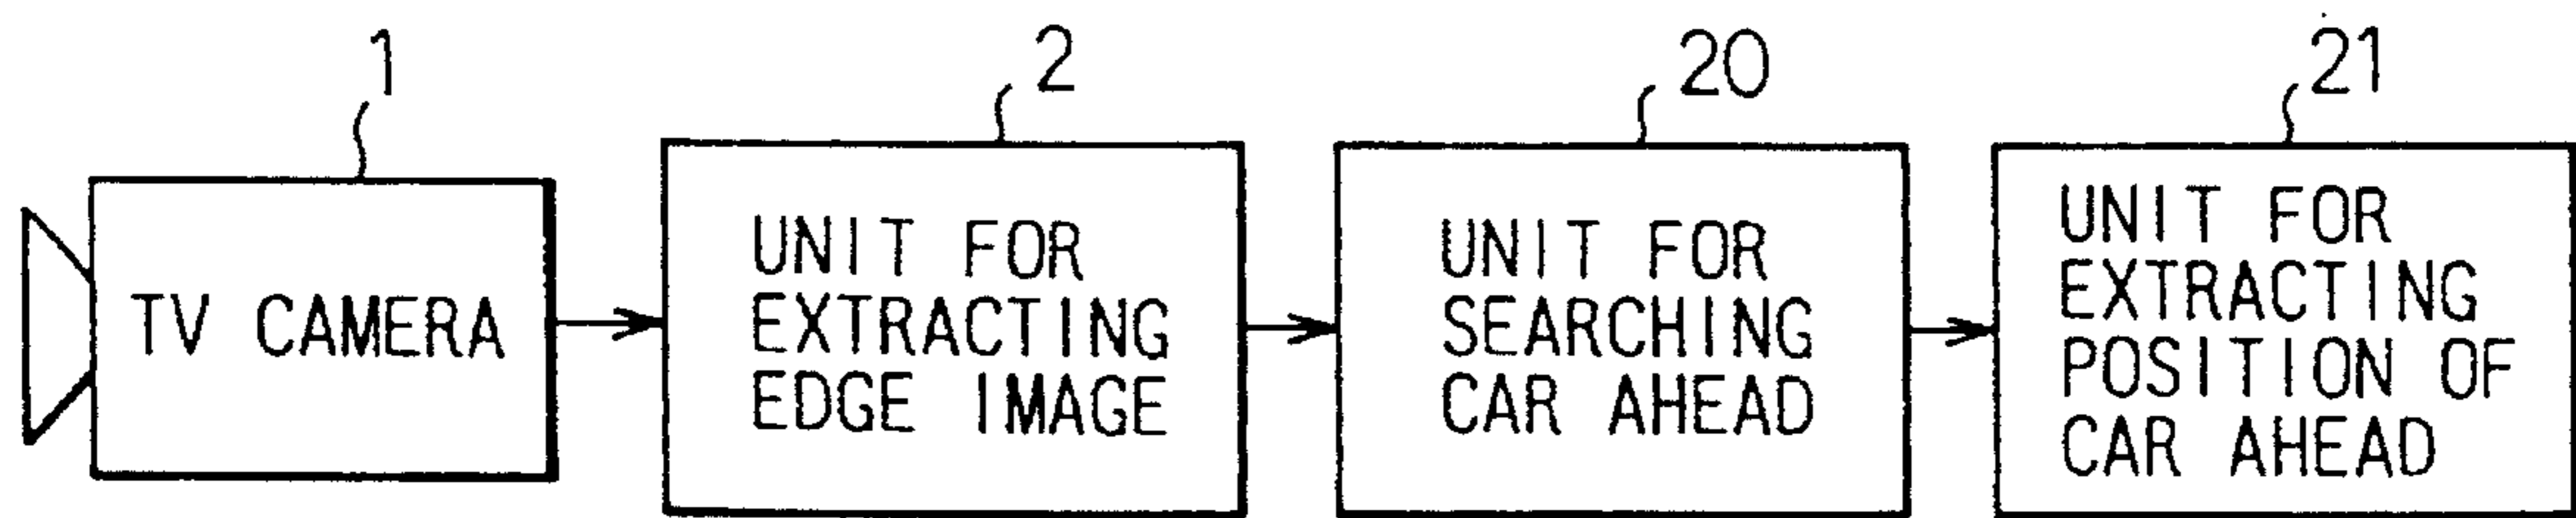 1
2
20
21
TV CAMERA
UNIT FOR
EXTRACTING
EDGE IMAGE
UNIT FOR
SEARCHING
CAR AHEAD
UNIT FOR
EXTRACTING
POSITION OF
CAR AHEAD